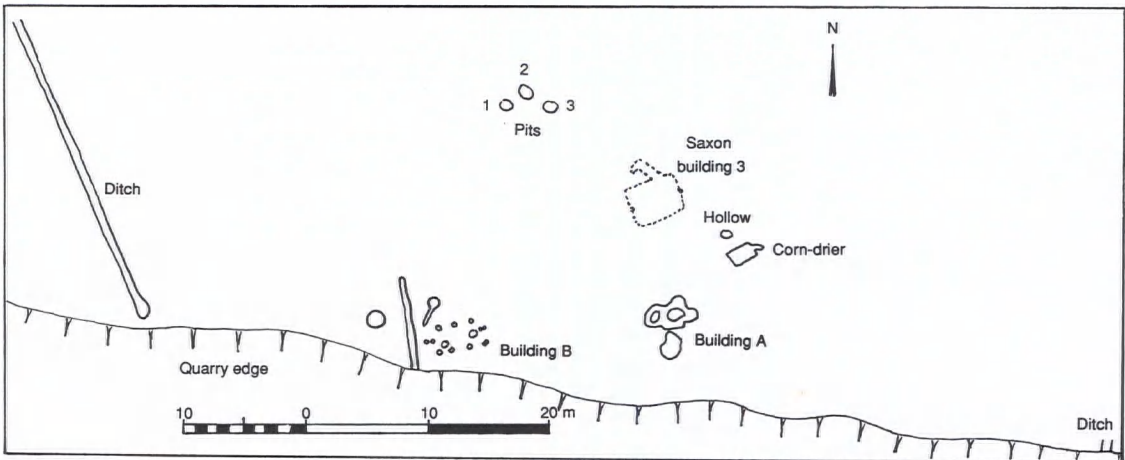 N
2
1
3
Pits
Saxon
building 3
Ditch
Hollow
Corn-drier
Building A
Building B
Quarry edge
10 0 10 20 m
Ditch